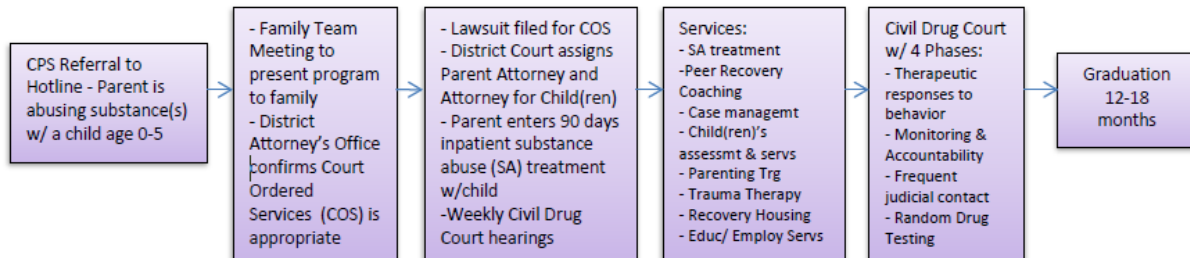 CPS Referral to
Hotline - Parent is
abusing substance(s)
w/ a child age 0-5
- Family Team
Meeting to
present program
to family
- District
Attorney's Office
confirms Court
Ordered
Services (COS) is
appropriate
- Lawsuit filed for COS
- District Court assigns
Parent Attorney and
Attorney for Child(ren)
- Parent enters 90 days
inpatient substance
abuse (SA) treatment
w/child
-Weekly Civil Drug
Court hearings
Services:
- SA treatment
-Peer Recovery
Coaching
- Case managemt
- Child(ren)'s
assessmt & servs
- Parenting Trg
- Trauma Therapy
- Recovery Housing
- Educ/ Employ Servs
Civil Drug Court
w/ 4 Phases:
- Therapeutic
responses to
behavior
- Monitoring &
Accountability
- Frequent
judicial contact
- Random Drug
Testing
Graduation
12-18
months